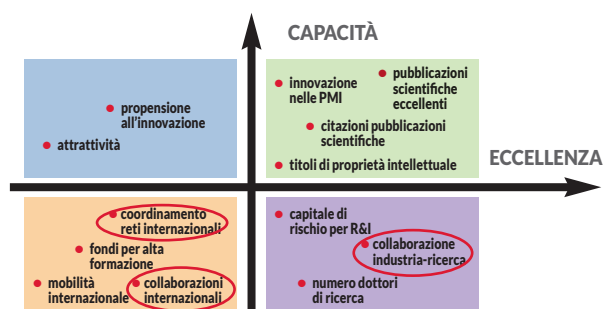 CAPACITÀ
ECCELLENZA
propensione
all'innovazione
attrattività
innovazione
nelle PMI
pubblicazioni
scientifiche
eccellenti
citazioni pubblicazioni
scientifiche
titoli di proprietà intellettuale
coordinamento
reti internazionali
fondi per alta
formazione
mobilità
internazionale
collaborazioni
internazionali
capitale di
rischio per R&I
collaborazione
industria-ricerca
numero dottori
di ricerca